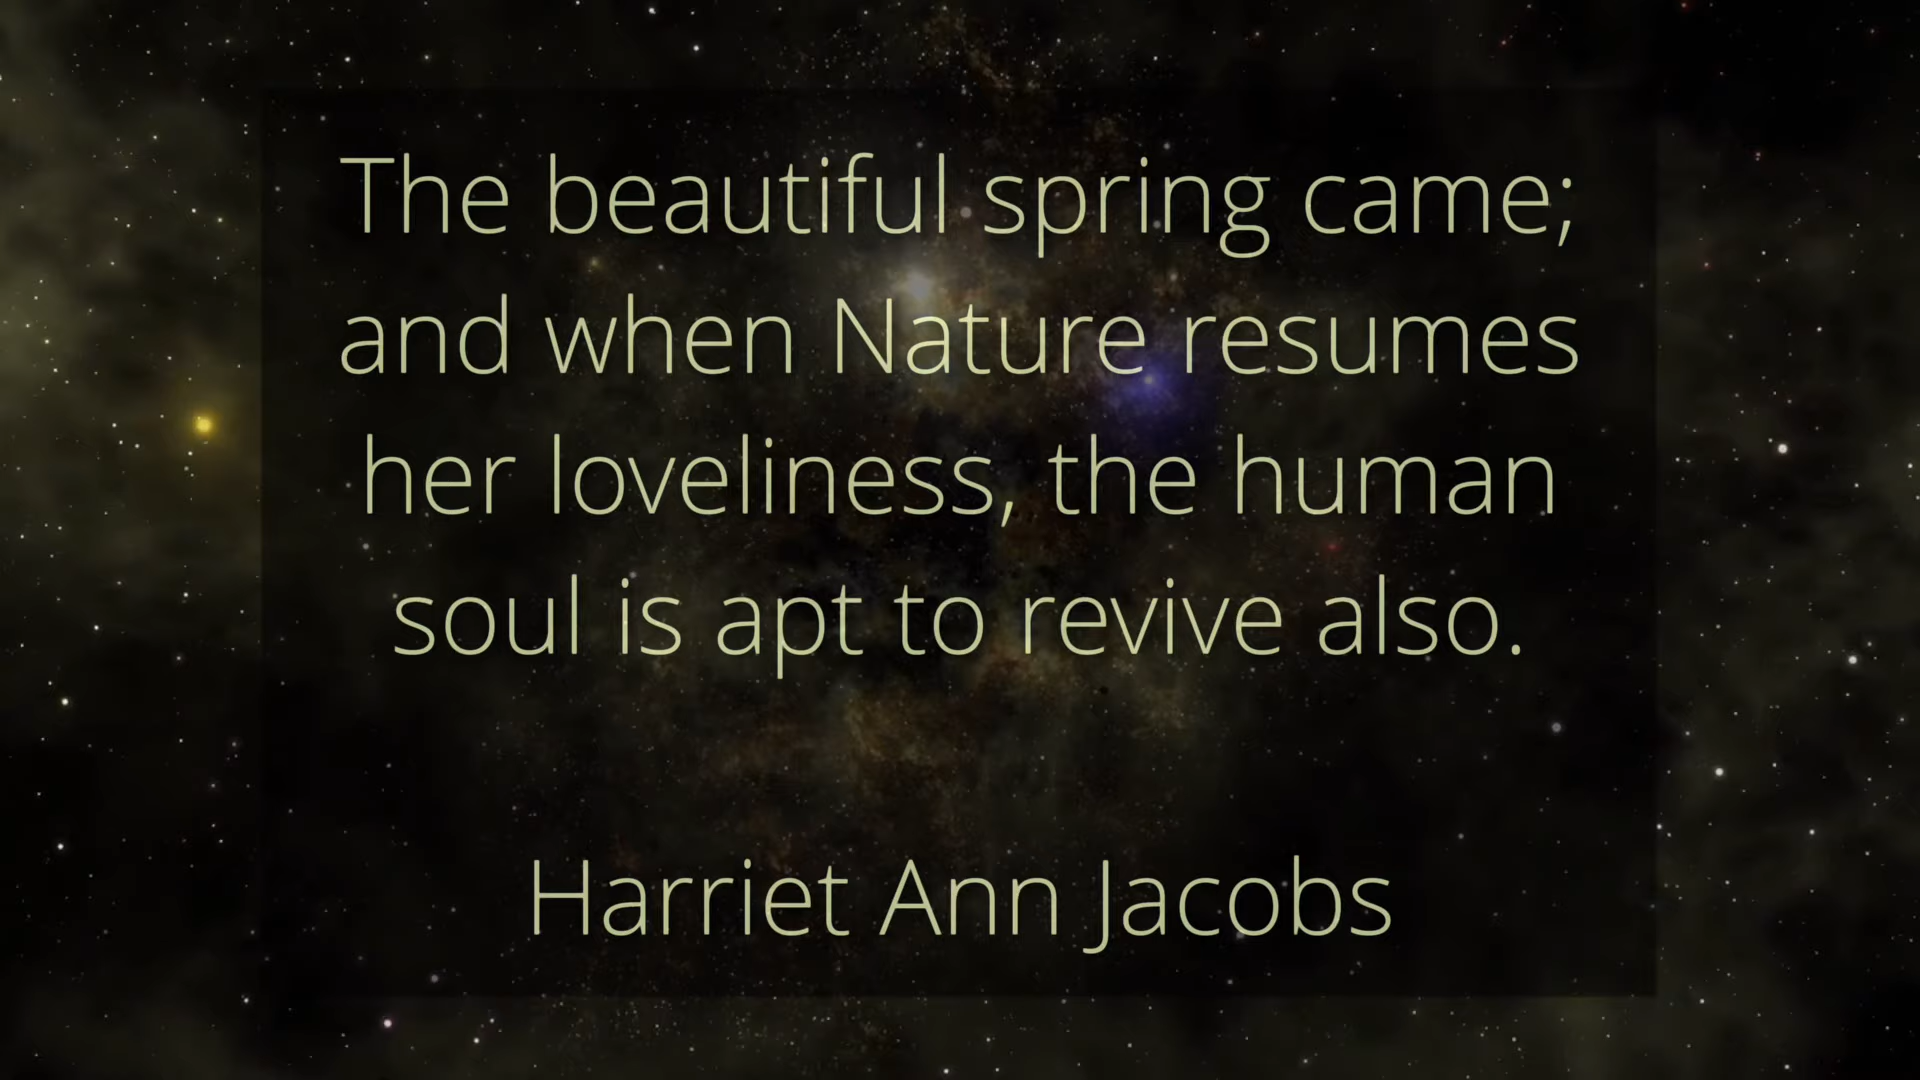 The beautiful spring came;
and when Nature resumes
her loveliness, the human
soul is apt to revive also.
Harriet Ann Jacobs